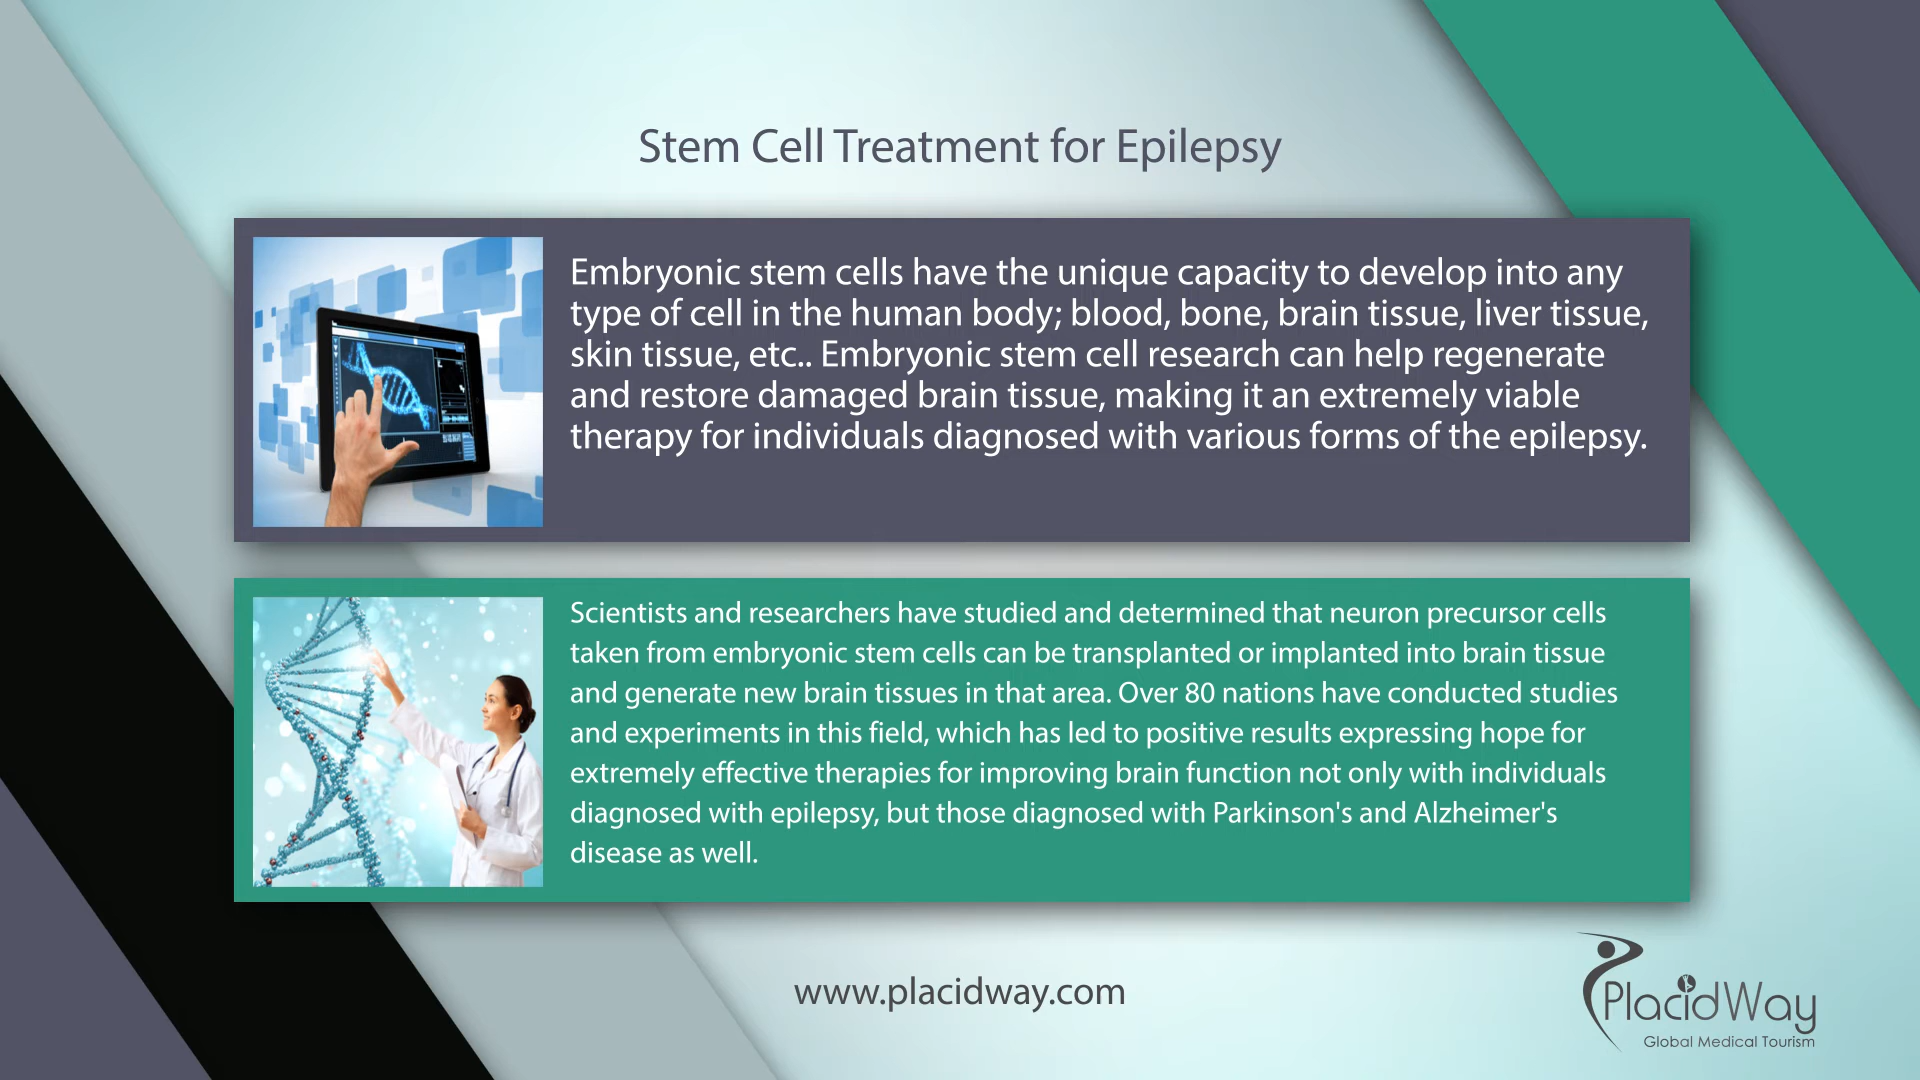 Stem Cell Treatment for Epilepsy
Embryonic stem cells have the unique capacity to develop into any
type of cell in the human body; blood, bone, brain tissue, liver tissue,
skin tissue, etc.. Embryonic stem cell research can help regenerate
and restore damaged brain tissue, making it an extremely viable
therapy for individuals diagnosed with various forms of the epilepsy.
Scientists and researchers have studied and determined that neuron precursor cells
taken from embryonic stem cells can be transplanted or implanted into brain tissue
and generate new brain tissues in that area. Over 80 nations have conducted studies
and experiments in this field, which has led to positive results expressing hope for
extremely effective therapies for improving brain function not only with individuals
diagnosed with epilepsy, but those diagnosed with Parkinson's and Alzheimer's
disease as well.
www.placidway.com
PlacidWay
Global Medical Tourism